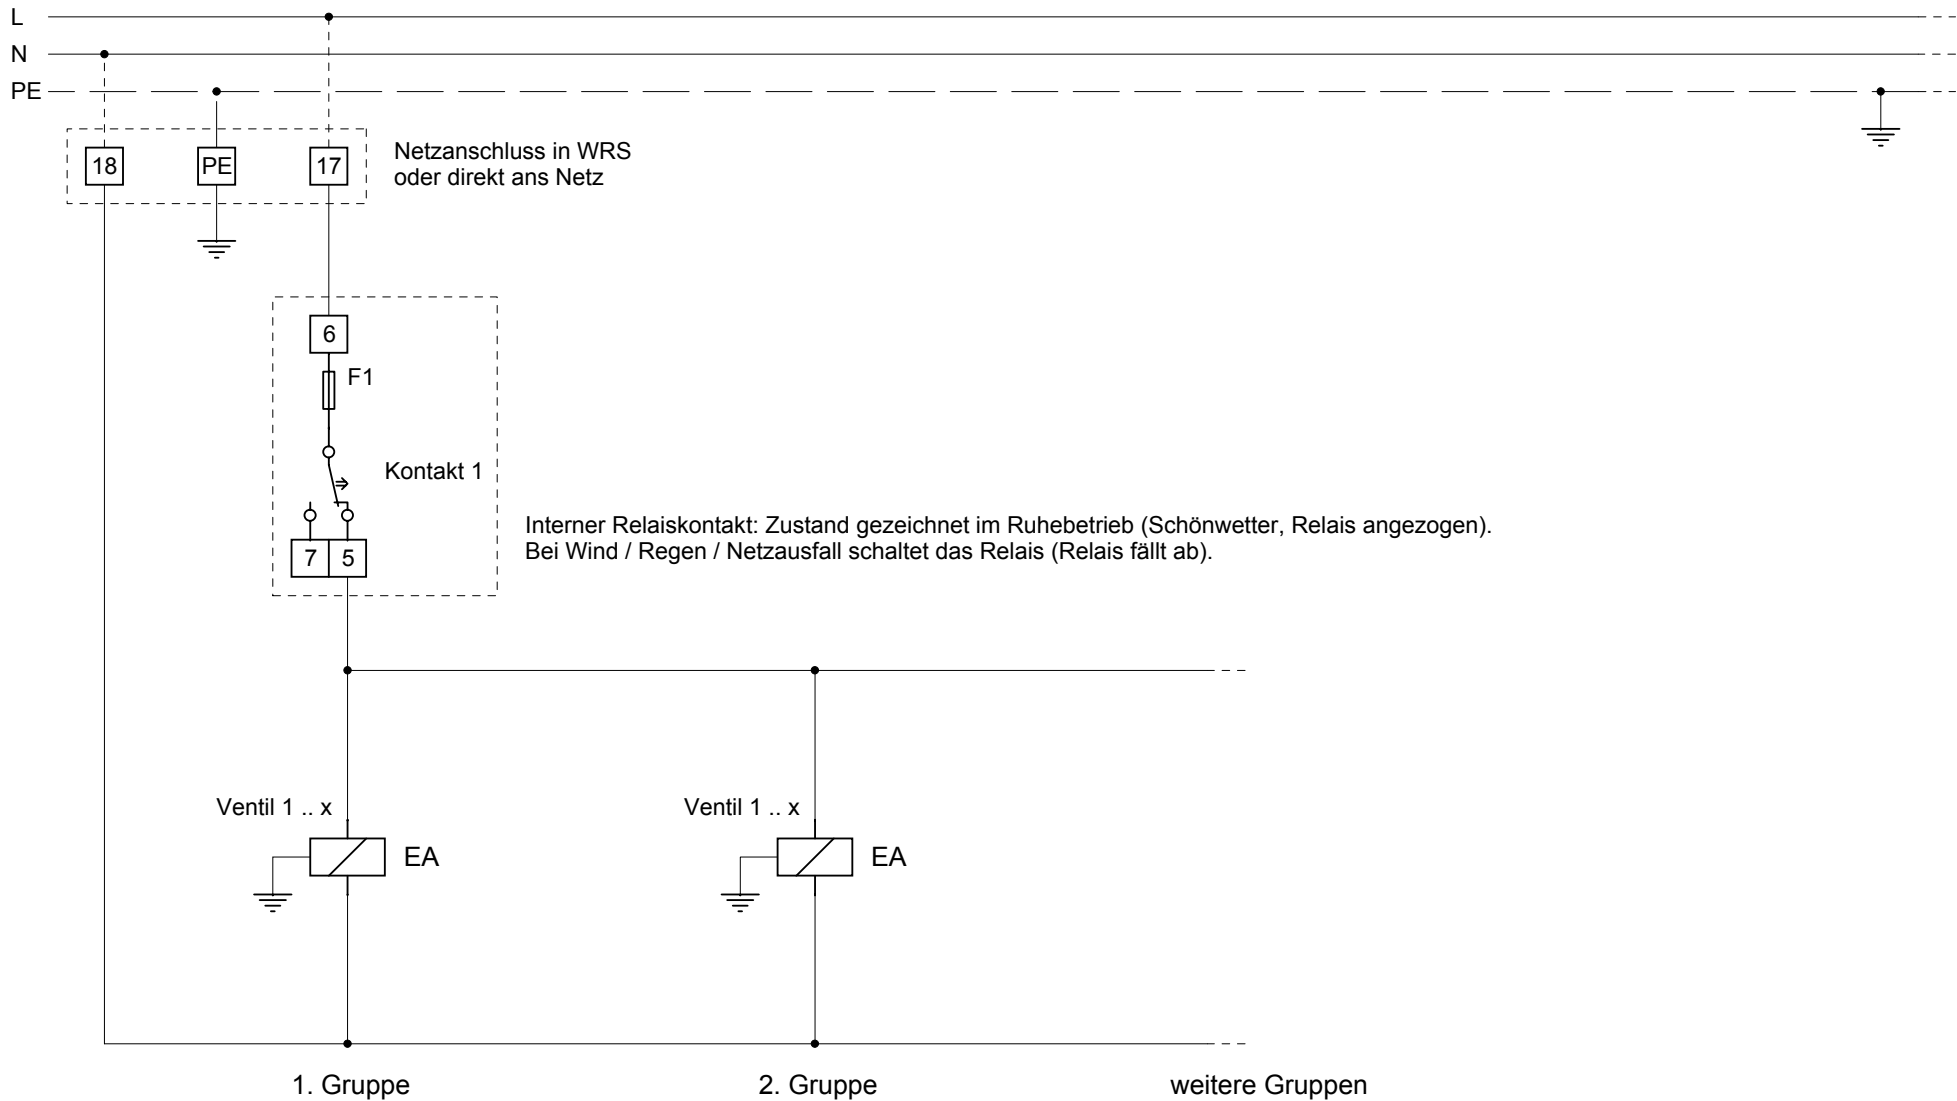 L
N
PE
18
PE
17
Netzanschluss in WRS
oder direkt ans Netz
6
F1
Kontakt 1
7
5
Interner Relaiskontakt: Zustand gezeichnet im Ruhebetrieb (Schönwetter, Relais angezogen).
Bei Wind / Regen / Netzausfall schaltet das Relais (Relais fällt ab).
Ventil 1 .. x
EA
Ventil 1 .. x
EA
1. Gruppe
2. Gruppe
weitere Gruppen